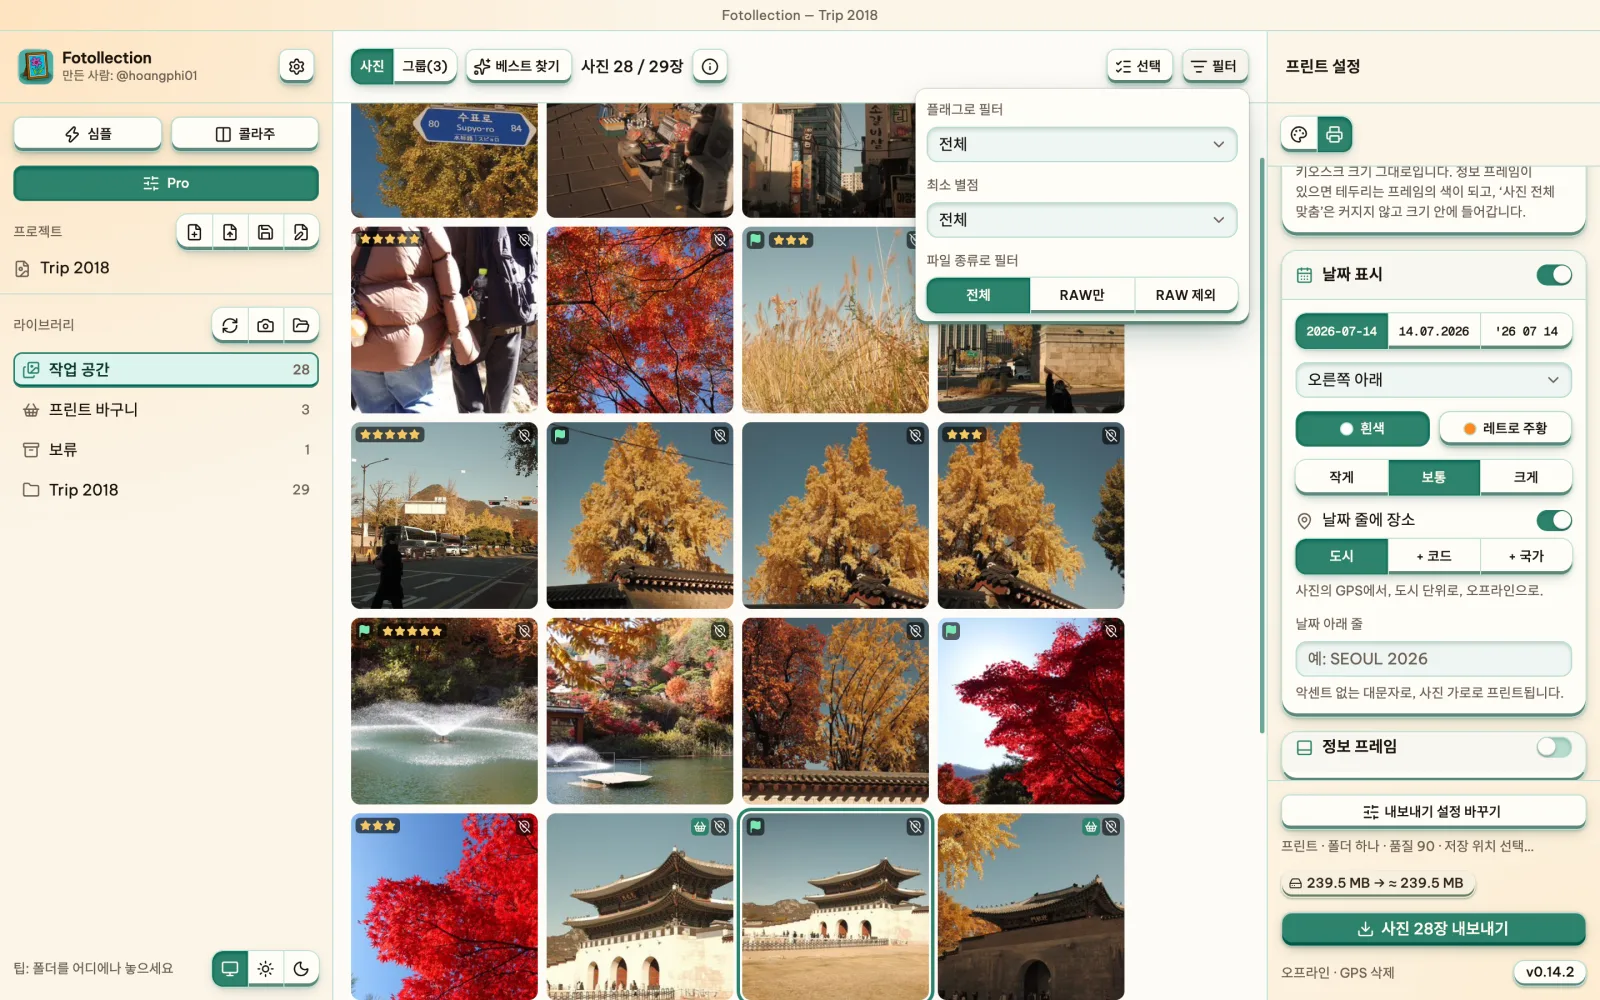 Fotollection – Trip 2018
Fotollection
만든 사람: @hoangphi01
심플
콜라주
Pro
프로젝트
Trip 2018
라이브러리
작업 공간
28
프린트 바구니
3
보류
1
Trip 2018
29
팁: 폴더를 어디에나 놓으세요
사진
그룹(3)
베스트 찾기
사진 28 / 29장
선택
필터
80
수표로
Supyo-ro
84
플래그로 필터
전체
최소 별점
전체
파일 종류로 필터
전체
RAW만
RAW 제외
프린트 설정
키오스크 크기 그대로입니다. 정보 프레임이
있으면 테두리는 프레임의 색이 되고, ‘사진 전체
맞춤’은 커지지 않고 크기 안에 들어갑니다.
날짜 표시
2026-07-14
14.07.2026
'26 07 14
오른쪽 아래
흰색
레트로 주황
작게
보통
크게
날짜 줄에 장소
도시
+ 코드
+ 국가
사진의 GPS에서, 도시 단위로, 오프라인으로.
날짜 아래 줄
예: SEOUL 2026
악센트 없는 대문자로, 사진 가로로 프린트됩니다.
정보 프레임
내보내기 설정 바꾸기
프린트 · 폴더 하나 · 품질 90 · 저장 위치 선택...
239.5 MB → ≈ 239.5 MB
사진 28장 내보내기
오프라인 · GPS 삭제
v0.14.2